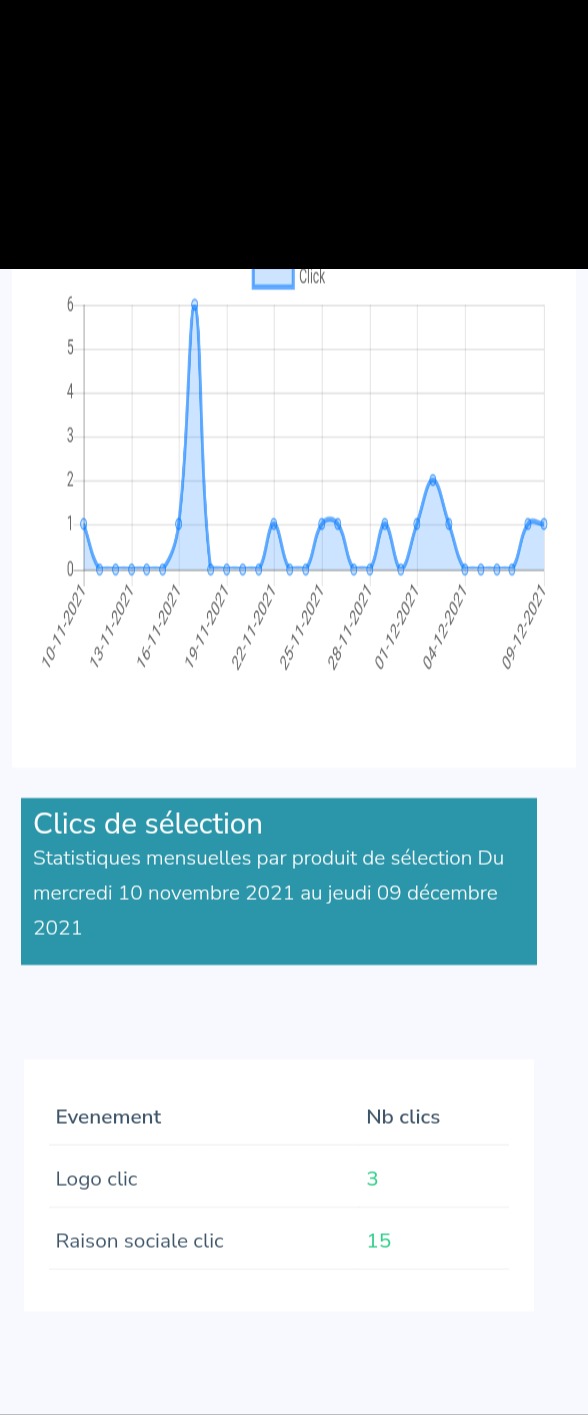 Click
6
5
4
3
2
1
0
10-11-2021
13-11-2021
16-11-2021
19-11-2021
22-11-2021
25-11-2021
28-11-2021
01-12-2021
04-12-2021
09-12-2021
Clics de sélection
Statistiques mensuelles par produit de sélection Du
mercredi 10 novembre 2021 au jeudi 09 décembre
2021
Evenement Nb clics
Logo clic 3
Raison sociale clic 15